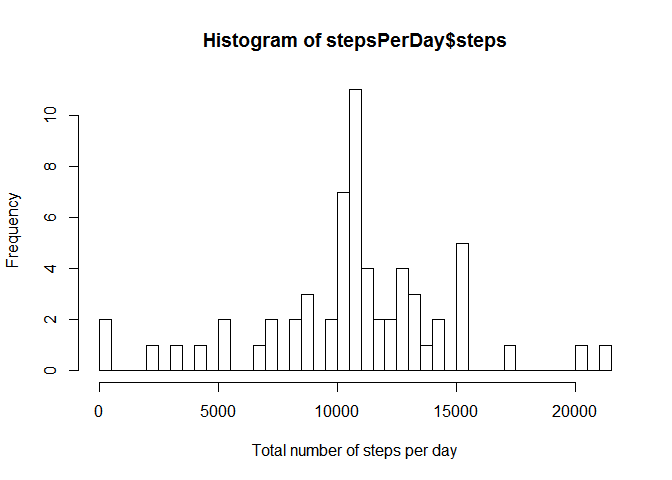 Histogram of stepsPerDay$steps
Frequency
10
8
6
4
2
0
0 5000 10000 15000 20000
Total number of steps per day